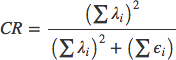 CR = (∑ λᵢ)² / ((∑ λᵢ)² + (∑ ϵᵢ))